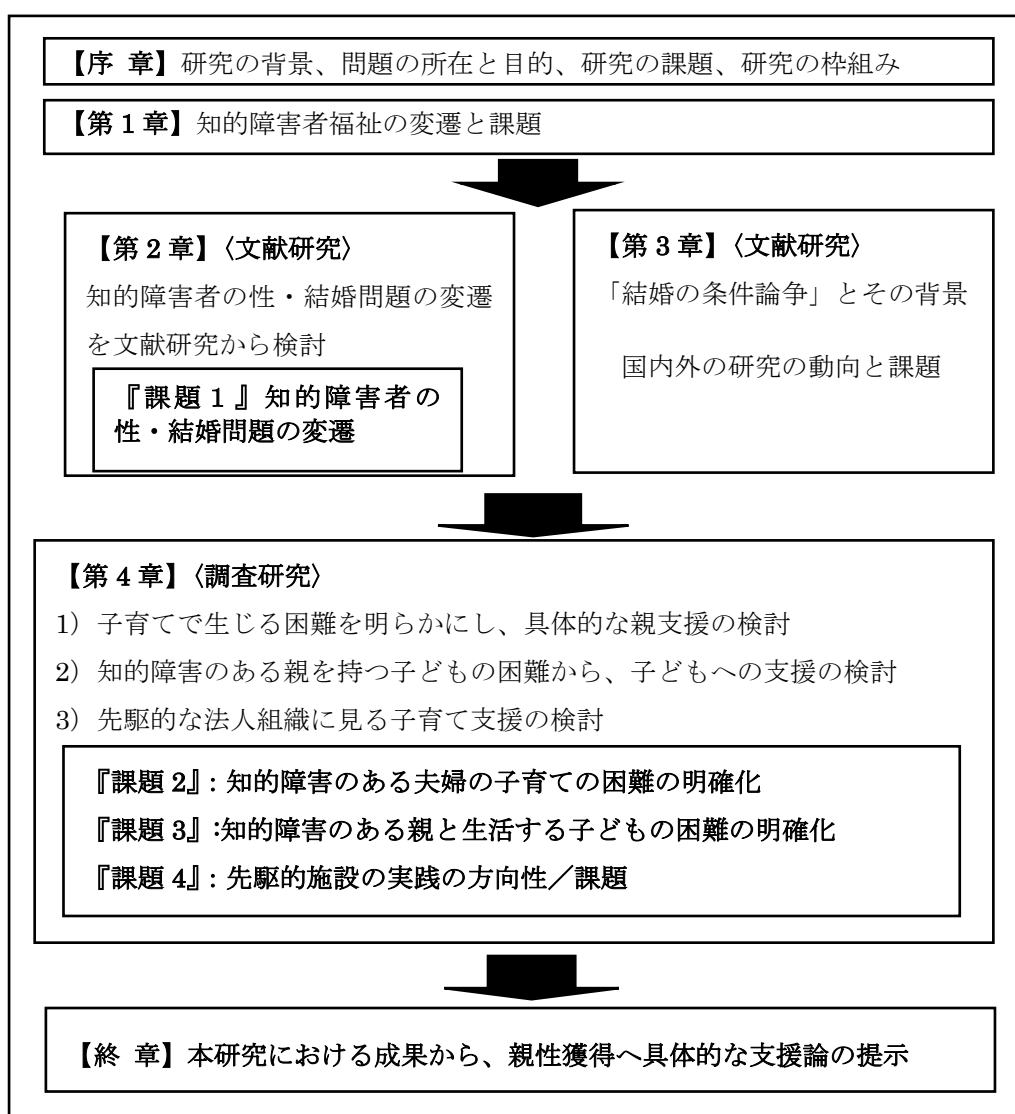 【序 章】研究の背景、問題の所在と目的、研究の課題、研究の枠組み
【第1章】知的障害者福祉の変遷と課題
【第2章】〈文献研究〉
知的障害者の性・結婚問題の変遷
を文献研究から検討
『課題1』知的障害者の
性・結婚問題の変遷
【第3章】〈文献研究〉
「結婚の条件論争」とその背景
国内外の研究の動向と課題
【第4章】〈調査研究〉
1）子育てで生じる困難を明らかにし、具体的な親支援の検討
2）知的障害のある親を持つ子どもの困難から、子どもへの支援の検討
3）先駆的な法人組織に見る子育て支援の検討
『課題2』：知的障害のある夫婦の子育ての困難の明確化
『課題3』：知的障害のある親と生活する子どもの困難の明確化
『課題4』：先駆的施設の実践の方向性／課題
【終 章】本研究における成果から、親性獲得へ具体的な支援論の提示